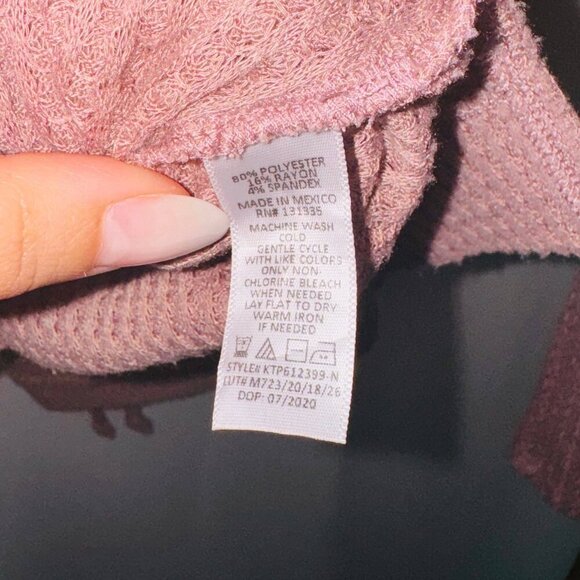 80% POLYESTER
16% RAYON
4% SPANDEX
MADE IN MEXICO
RN# 131335
MACHINE WASH
COLD
GENTLE CYCLE
WITH LIKE COLORS
ONLY NON-
CHLORINE BLEACH
WHEN NEEDED
LAY FLAT TO DRY
WARM IRON
IF NEEDED
STYLE# KTP612399-N
CUT# M723/20/18/26
DOP: 07/2020